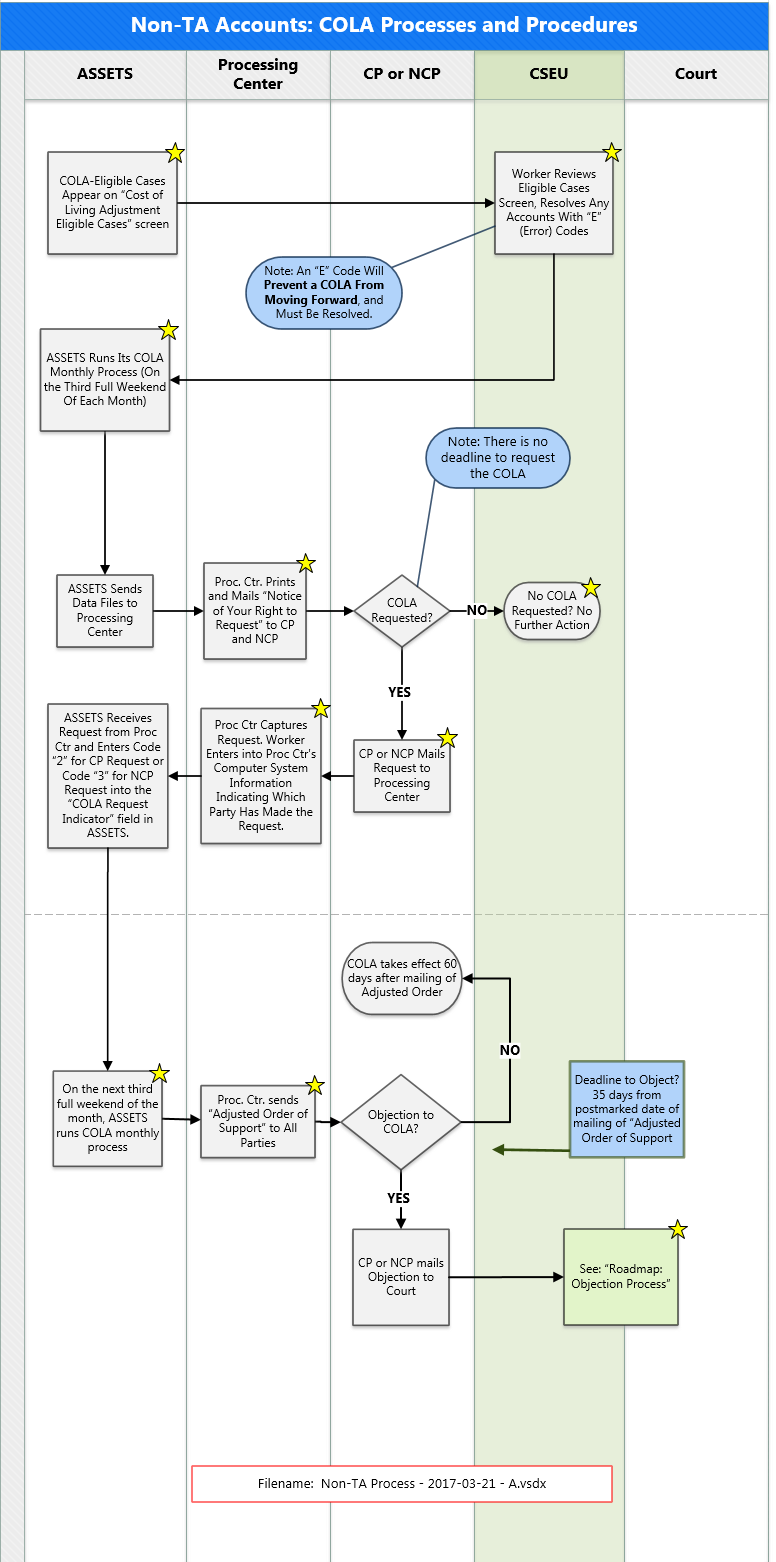 Non-TA Accounts: COLA Processes and Procedures
ASSETS
Processing
Center
CP or NCP
CSEU
Court
COLA-Eligible Cases
Appear on “Cost of
Living Adjustment
Eligible Cases” screen
Worker Reviews
Eligible Cases
Screen, Resolves Any
Accounts With “E”
(Error) Codes
Note: An “E” Code Will
Prevent a COLA From
Moving Forward, and
Must Be Resolved.
ASSETS Runs Its COLA
Monthly Process (On
the Third Full Weekend
Of Each Month)
Note: There is no
deadline to request
the COLA
ASSETS Sends
Data Files to
Processing
Center
Proc. Ctr. Prints
and Mails “Notice
of Your Right to
Request” to CP
and NCP
COLA
Requested?
NO
No COLA
Requested? No
Further Action
YES
ASSETS Receives
Request from Proc
Ctr and Enters Code
“2” for CP Request or
Code “3” for NCP
Request into the
“COLA Request
Indicator” field in
ASSETS.
Proc Ctr Captures
Request. Worker
Enters into Proc Ctr's
Computer System
Information
Indicating Which
Party Has Made the
Request.
CP or NCP Mails
Request to
Processing
Center
COLA takes effect 60
days after mailing of
Adjusted Order
NO
On the next third
full weekend of the
month, ASSETS
runs COLA monthly
process
Proc. Ctr. sends
“Adjusted Order of
Support” to All
Parties
Objection to
COLA?
Deadline to Object?
35 days from
postmarked date of
mailing of “Adjusted
Order of Support
YES
CP or NCP mails
Objection to
Court
See: “Roadmap:
Objection Process”
Filename: Non-TA Process - 2017-03-21 - A.vsdx